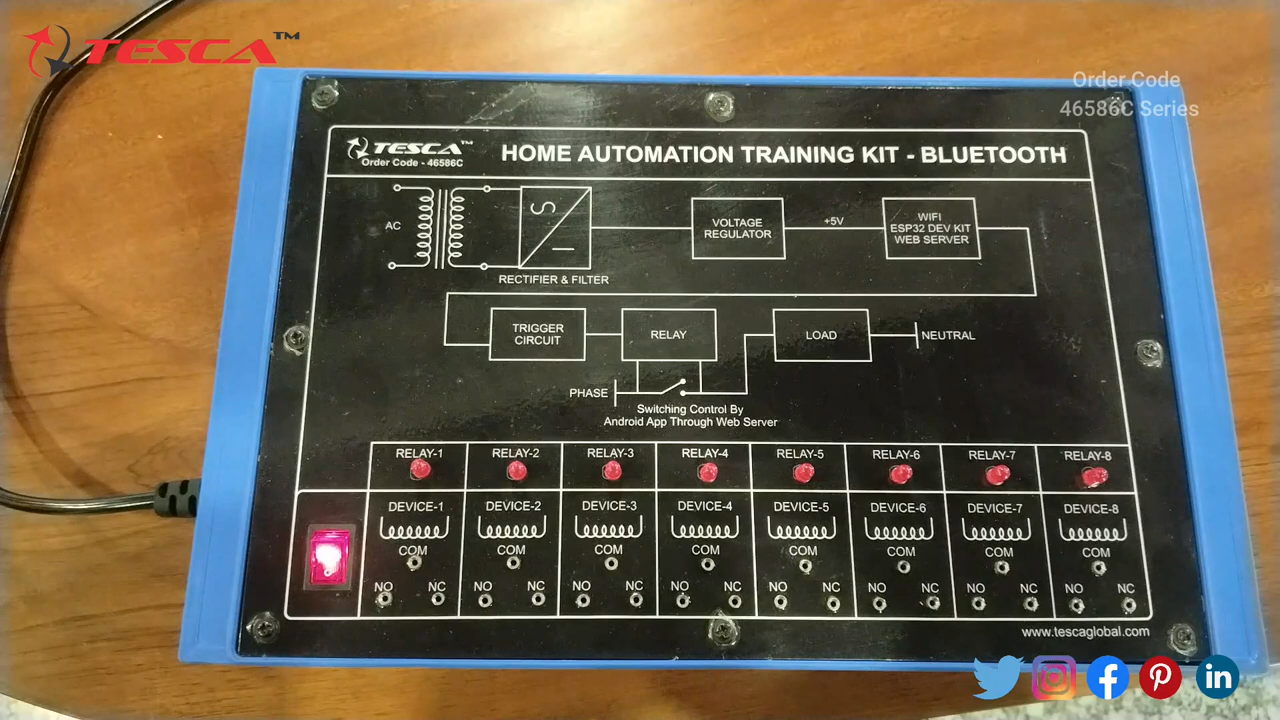 TESCA™
Order Code
46586C Series
TESCA™
Order Code - 46586C
HOME AUTOMATION TRAINING KIT - BLUETOOTH
AC
RECTIFIER & FILTER
VOLTAGE
REGULATOR
+5V
WIFI
ESP32 DEV KIT
WEB SERVER
TRIGGER
CIRCUIT
RELAY
LOAD
NEUTRAL
PHASE
Switching Control By
Android App Through Web Server
RELAY-1 RELAY-2 RELAY-3 RELAY-4 RELAY-5 RELAY-6 RELAY-7 RELAY-8
DEVICE-1 DEVICE-2 DEVICE-3 DEVICE-4 DEVICE-5 DEVICE-6 DEVICE-7 DEVICE-8
COM COM COM COM COM COM COM COM
NO NC NO NC NO NC NO NC NO NC NO NC NO NC NO NC
www.tescaglobal.com